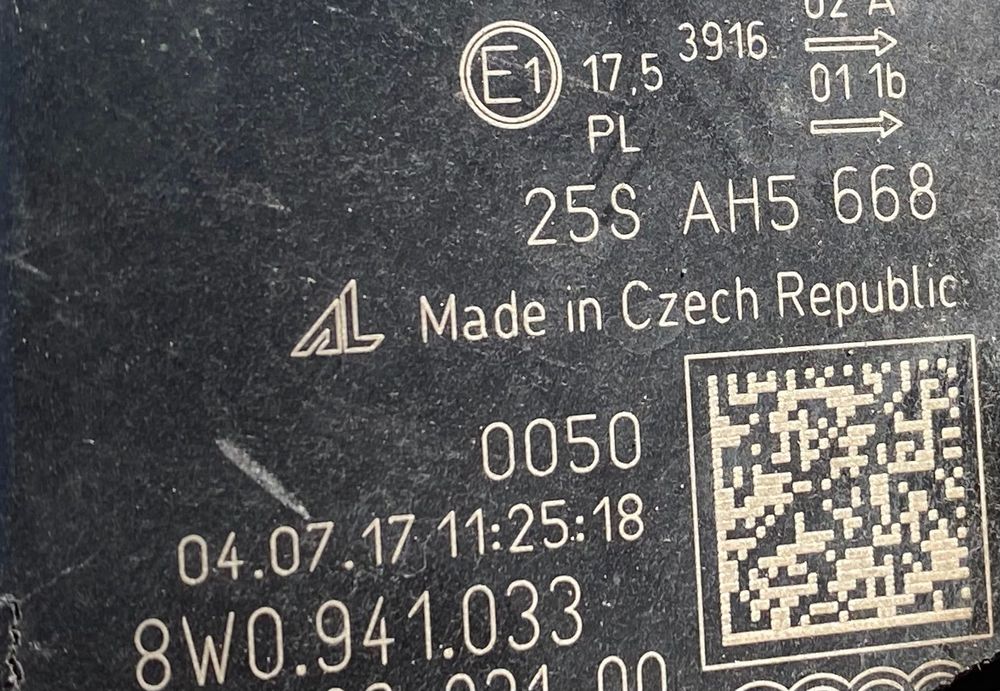 02 A
E1 17,5 3916
01 1b
PL
25S AH5 668
AL Made in Czech Republic
0050
04.07.17 11:25:18
8W0.941.033